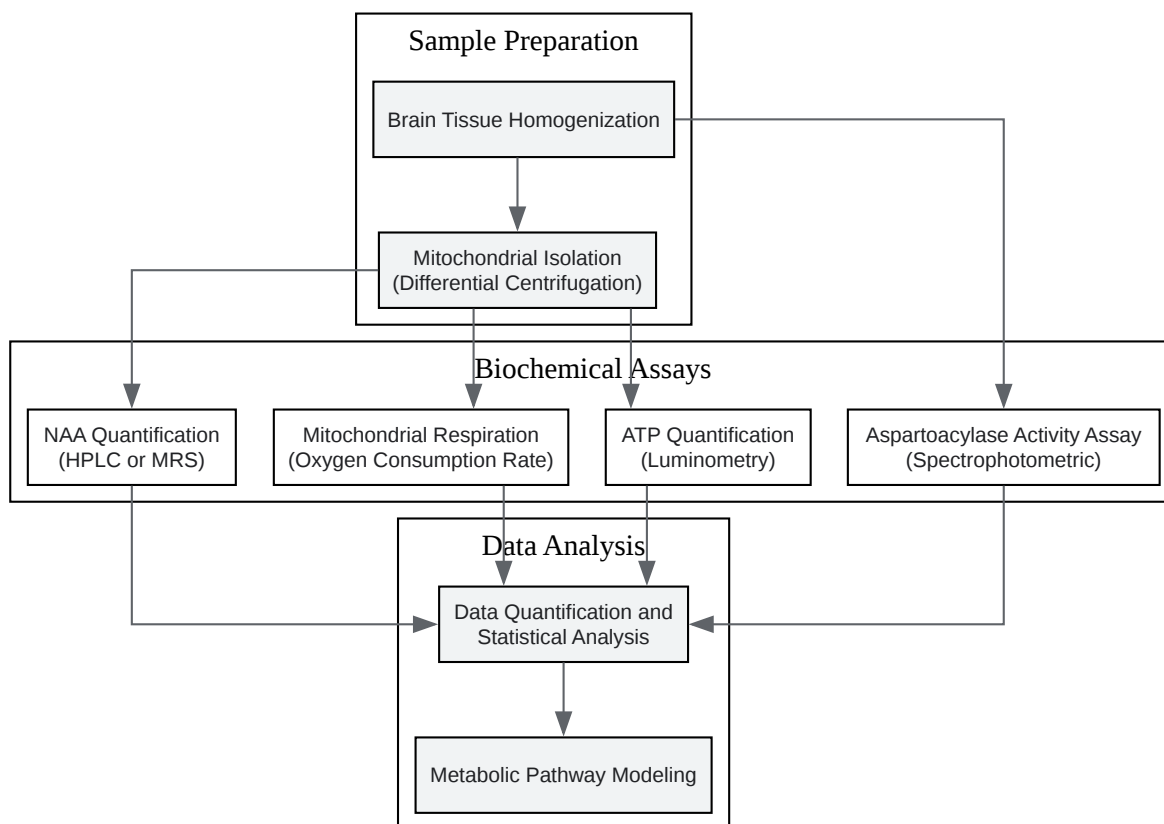 Sample Preparation
Brain Tissue Homogenization
Mitochondrial Isolation
(Differential Centrifugation)
Biochemical Assays
NAA Quantification
(HPLC or MRS)
Mitochondrial Respiration
(Oxygen Consumption Rate)
ATP Quantification
(Luminometry)
Aspartoacylase Activity Assay
(Spectrophotometric)
Data Analysis
Data Quantification and
Statistical Analysis
Metabolic Pathway Modeling